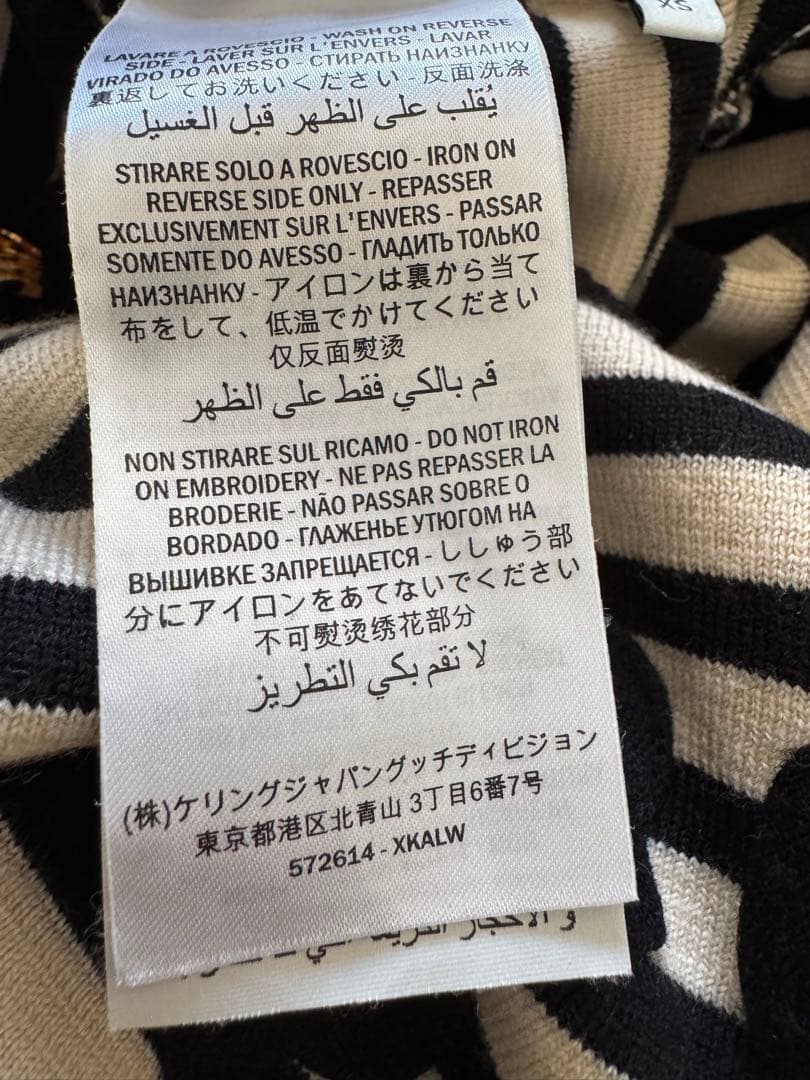 LAVARE A ROVESCIO - WASH ON REVERSE
SIDE - LAVER SUR L'ENVERS - LAVAR
VIRADO DO AVESSO - СТИРАТЬ НАИЗНАНКУ
裏返してお洗いください - 反面洗涤
يُقلب على الظهر قبل الغسيل
STIRARE SOLO A ROVESCIO - IRON ON
REVERSE SIDE ONLY - REPASSER
EXCLUSIVEMENT SUR L'ENVERS - PASSAR
SOMENTE DO AVESSO - ГЛАДИТЬ ТОЛЬКО
НАИЗНАНКУ - アイロンは裏から当て
布をして、低温でかけてください
仅反面熨烫
قم بالكي فقط على الظهر
NON STIRARE SUL RICAMO - DO NOT IRON
ON EMBROIDERY - NE PAS REPASSER LA
BRODERIE - NÃO PASSAR SOBRE O
BORDADO - ГЛАЖЕНЬЕ УТЮГОМ НА
ВЫШИВКЕ ЗАПРЕЩАЕТСЯ - ししゅう部
分にアイロンをあてないでください
不可熨烫绣花部分
لا تقم بكي التطريز
(株)ケリングジャパングッチディビジョン
東京都港区北青山 3丁目6番7号
572614 - XKALW
XS